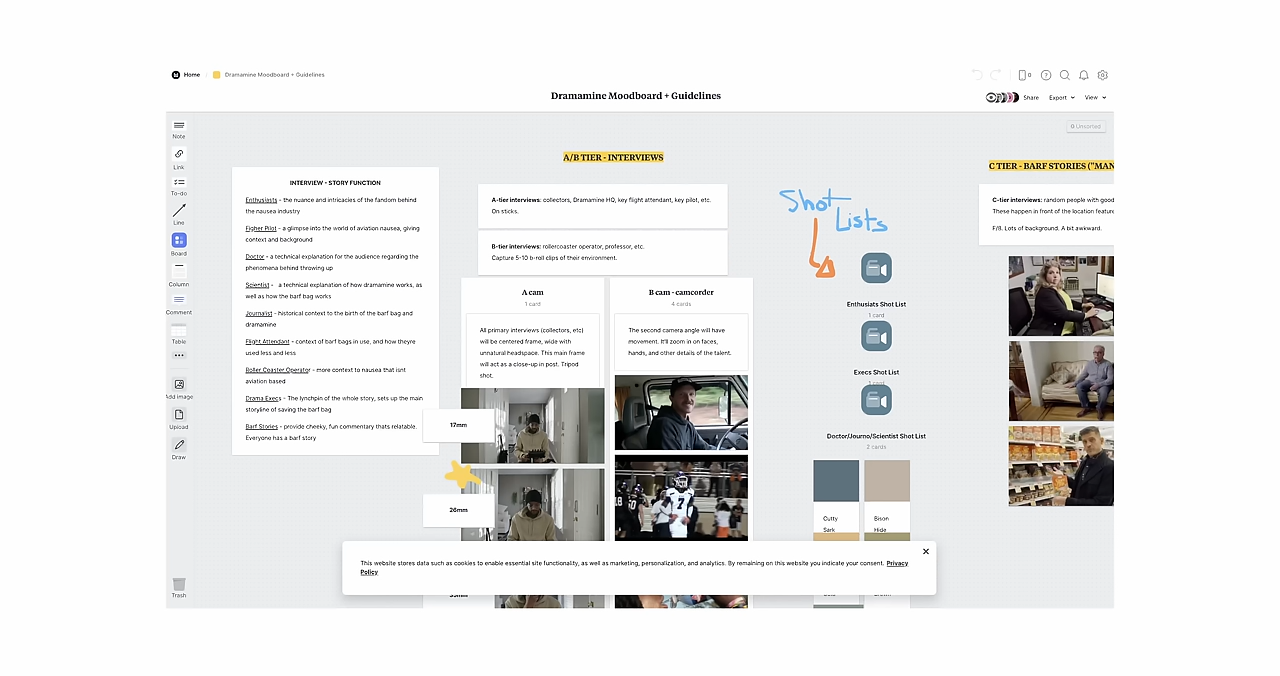 Home
Dramamine Moodboard + Guidelines
0
Dramamine Moodboard + Guidelines
Share
Export
View
0 Unsorted
Note
Link
To-do
Line
Board
Column
Comment
Table
Add image
Upload
Draw
Trash
INTERVIEW - STORY FUNCTION
Enthusiasts - the nuance and intricacies of the fandom behind
the nausea industry
Figher Pilot - a glimpse into the world of aviation nausea, giving
context and background
Doctor - a technical explanation for the audience regarding the
phenomena behind throwing up
Scientist - a technical explanation of how dramamine works, as
well as how the barf bag works
Journalist - historical context to the birth of the barf bag and
dramamine
Flight Attendant - context of barf bags in use, and how theyre
used less and less
Roller Coaster Operator - more context to nausea that isnt
aviation based
Drama Execs - The lynchpin of the whole story, sets up the main
storyline of saving the barf bag
Barf Stories - provide cheeky, fun commentary thats relatable.
Everyone has a barf story
A/B TIER - INTERVIEWS
A-tier interviews: collectors, Dramamine HQ, key flight attendant, key pilot, etc.
On sticks.
B-tier interviews: rollercoaster operator, professor, etc.
Capture 5-10 b-roll clips of their environment.
A cam
1 card
All primary interviews (collectors, etc)
will be centered frame, wide with
unnatural headspace. This main frame
will act as a close-up in post. Tripod
shot.
17mm
26mm
35mm
B cam - camcorder
4 cards
The second camera angle will have
movement. It'll zoom in on faces,
hands, and other details of the talent.
7
Shot
Lists
Enthusiats Shot List
1 card
Execs Shot List
Doctor/Journo/Scientist Shot List
2 cards
Cutty
Sark
Bison
Hide
C TIER - BARF STORIES ("MAN
C-tier interviews: random people with good
These happen in front of the location feature
F/8. Lots of background. A bit awkward.
This website stores data such as cookies to enable essential site functionality, as well as marketing, personalization, and analytics. By remaining on this website you indicate your consent. Privacy
Policy